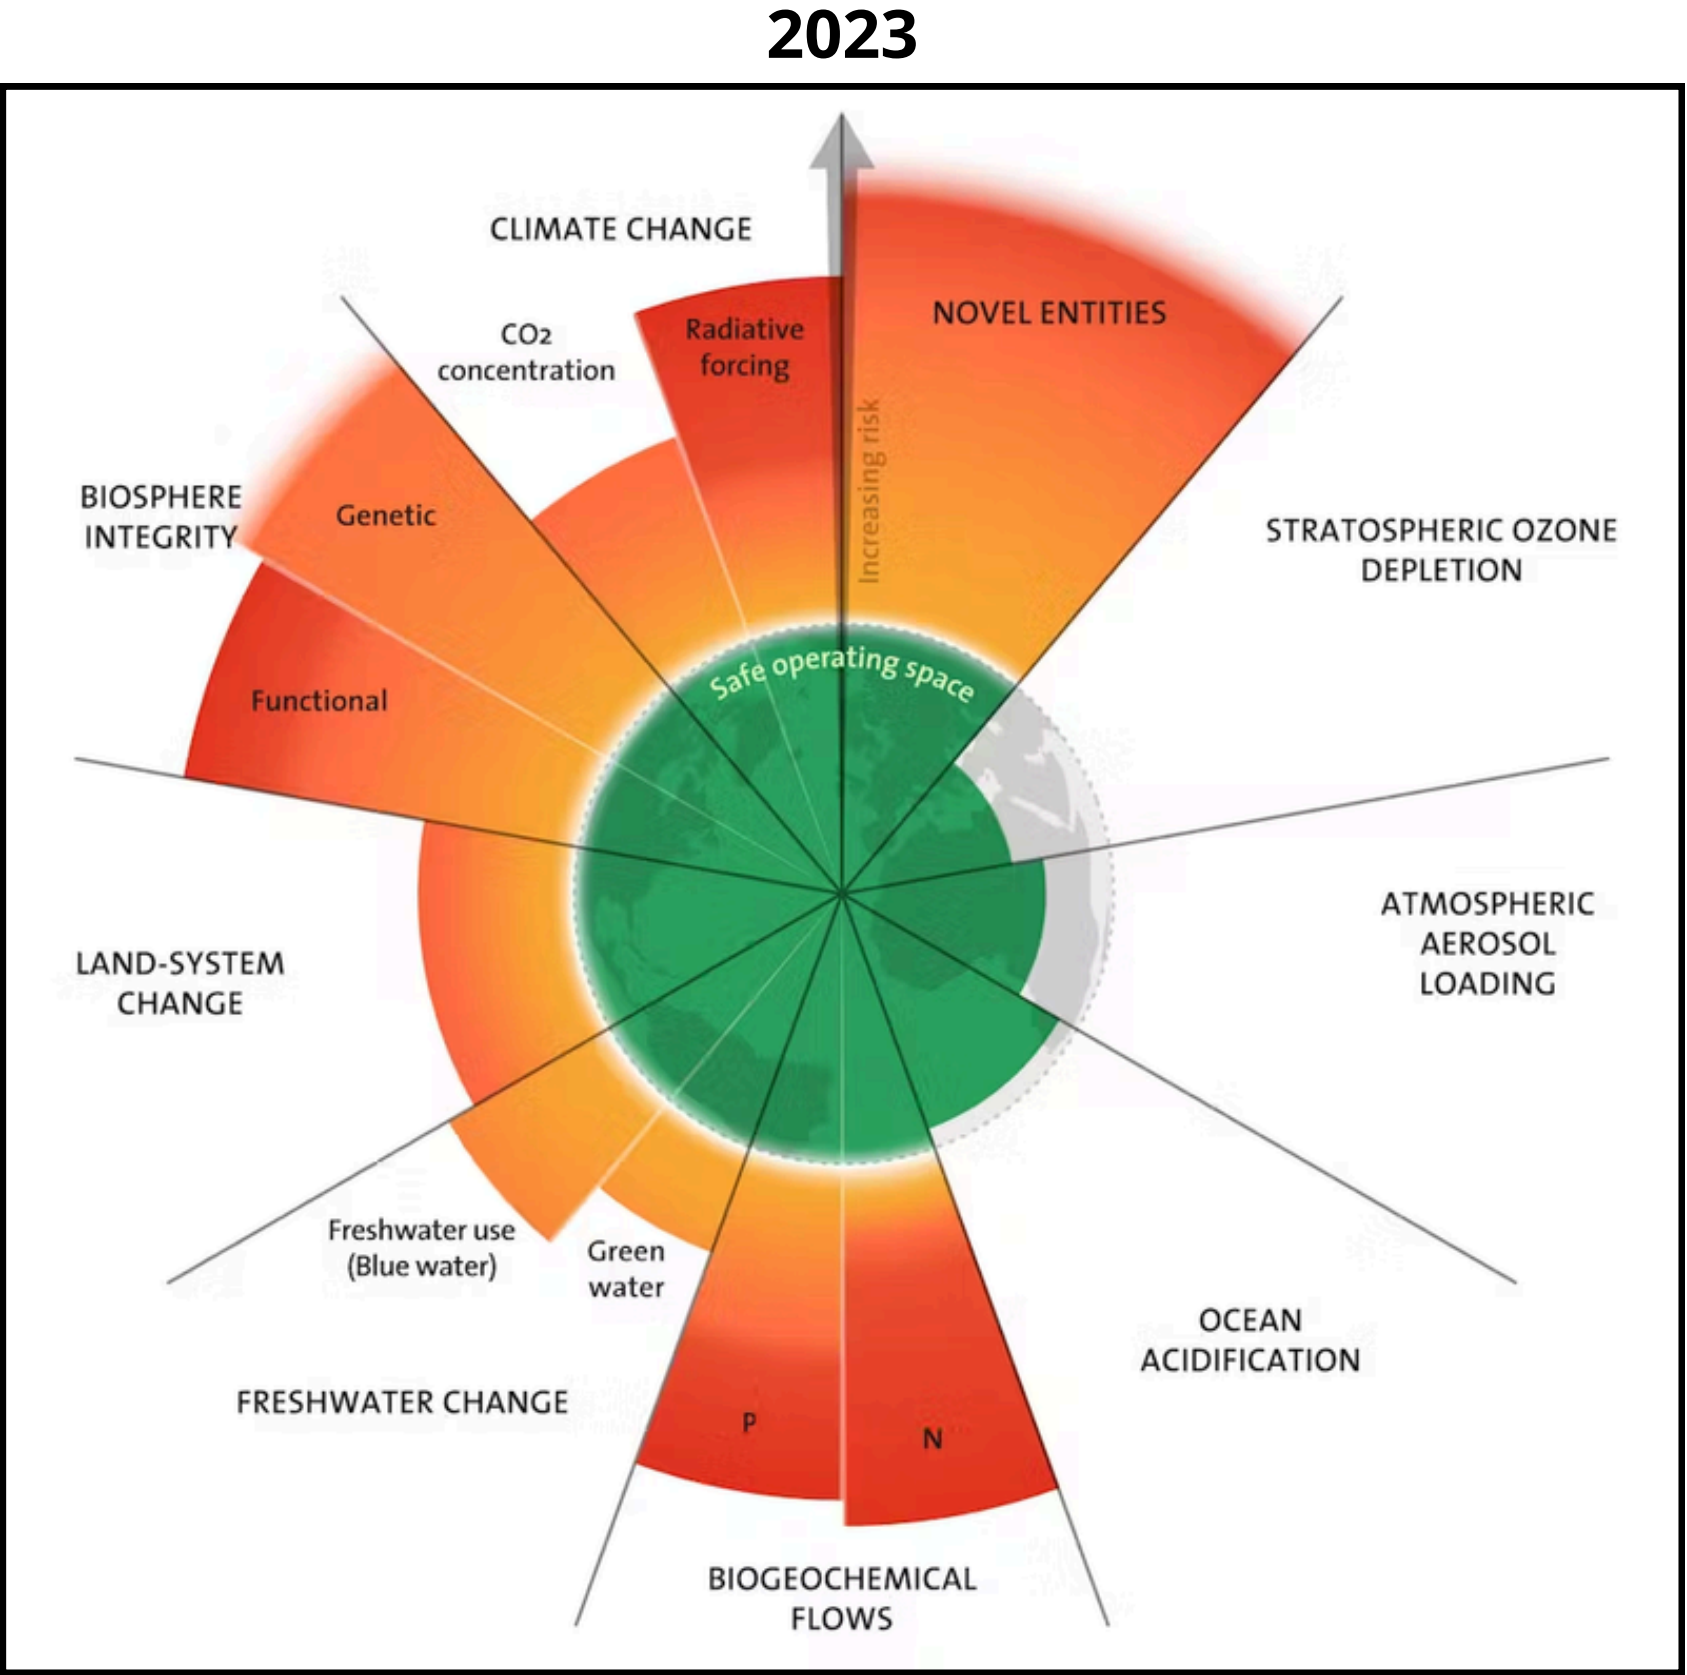 2023
CLIMATE CHANGE
CO2
concentration
Radiative
forcing
NOVEL ENTITIES
Increasing risk
STRATOSPHERIC OZONE
DEPLETION
BIOSPHERE
INTEGRITY
Genetic
Functional
Safe operating space
ATMOSPHERIC
AEROSOL
LOADING
LAND-SYSTEM
CHANGE
Freshwater use
(Blue water)
Green
water
FRESHWATER CHANGE
OCEAN
ACIDIFICATION
P
N
BIOGEOCHEMICAL
FLOWS